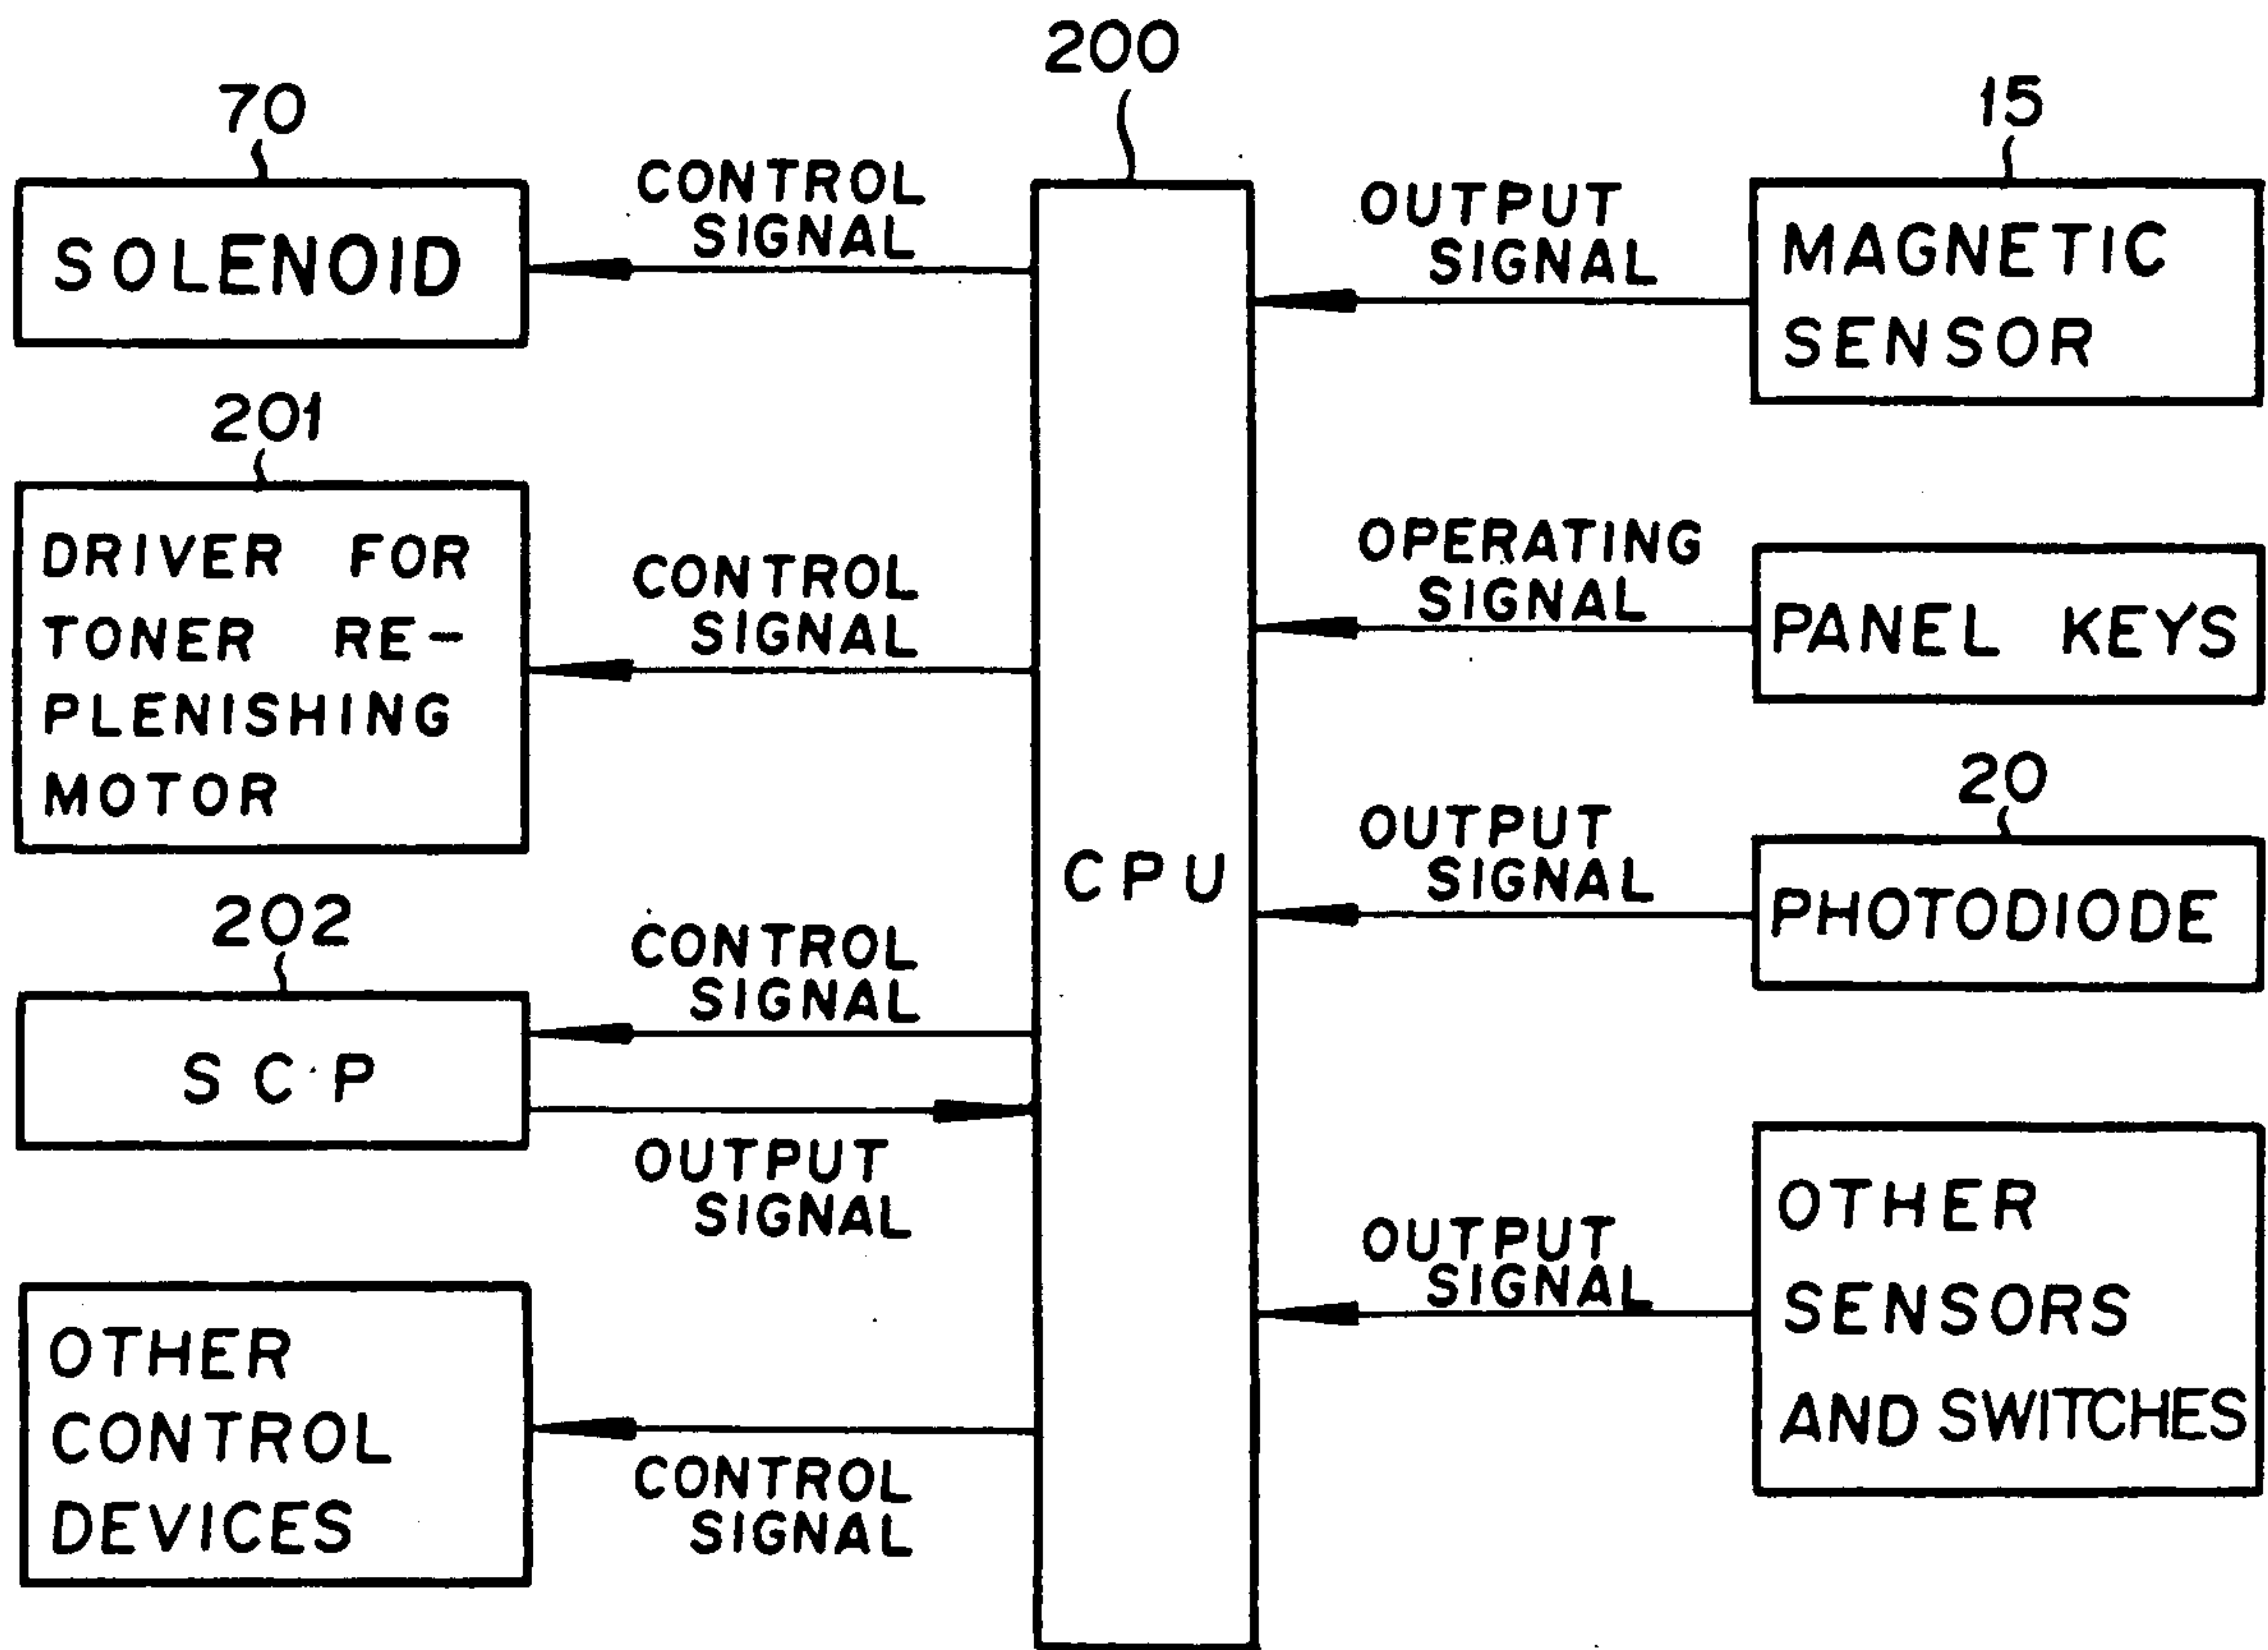 200
70
SOLENOID
CONTROL
SIGNAL
201
DRIVER FOR
TONER RE-
PLENISHING
MOTOR
CONTROL
SIGNAL
202
SCP
CONTROL
SIGNAL
OUTPUT
SIGNAL
OTHER
CONTROL
DEVICES
CONTROL
SIGNAL
CPU
15
OUTPUT
SIGNAL
MAGNETIC
SENSOR
OPERATING
SIGNAL
PANEL KEYS
20
OUTPUT
SIGNAL
PHOTODIODE
OUTPUT
SIGNAL
OTHER
SENSORS
AND SWITCHES